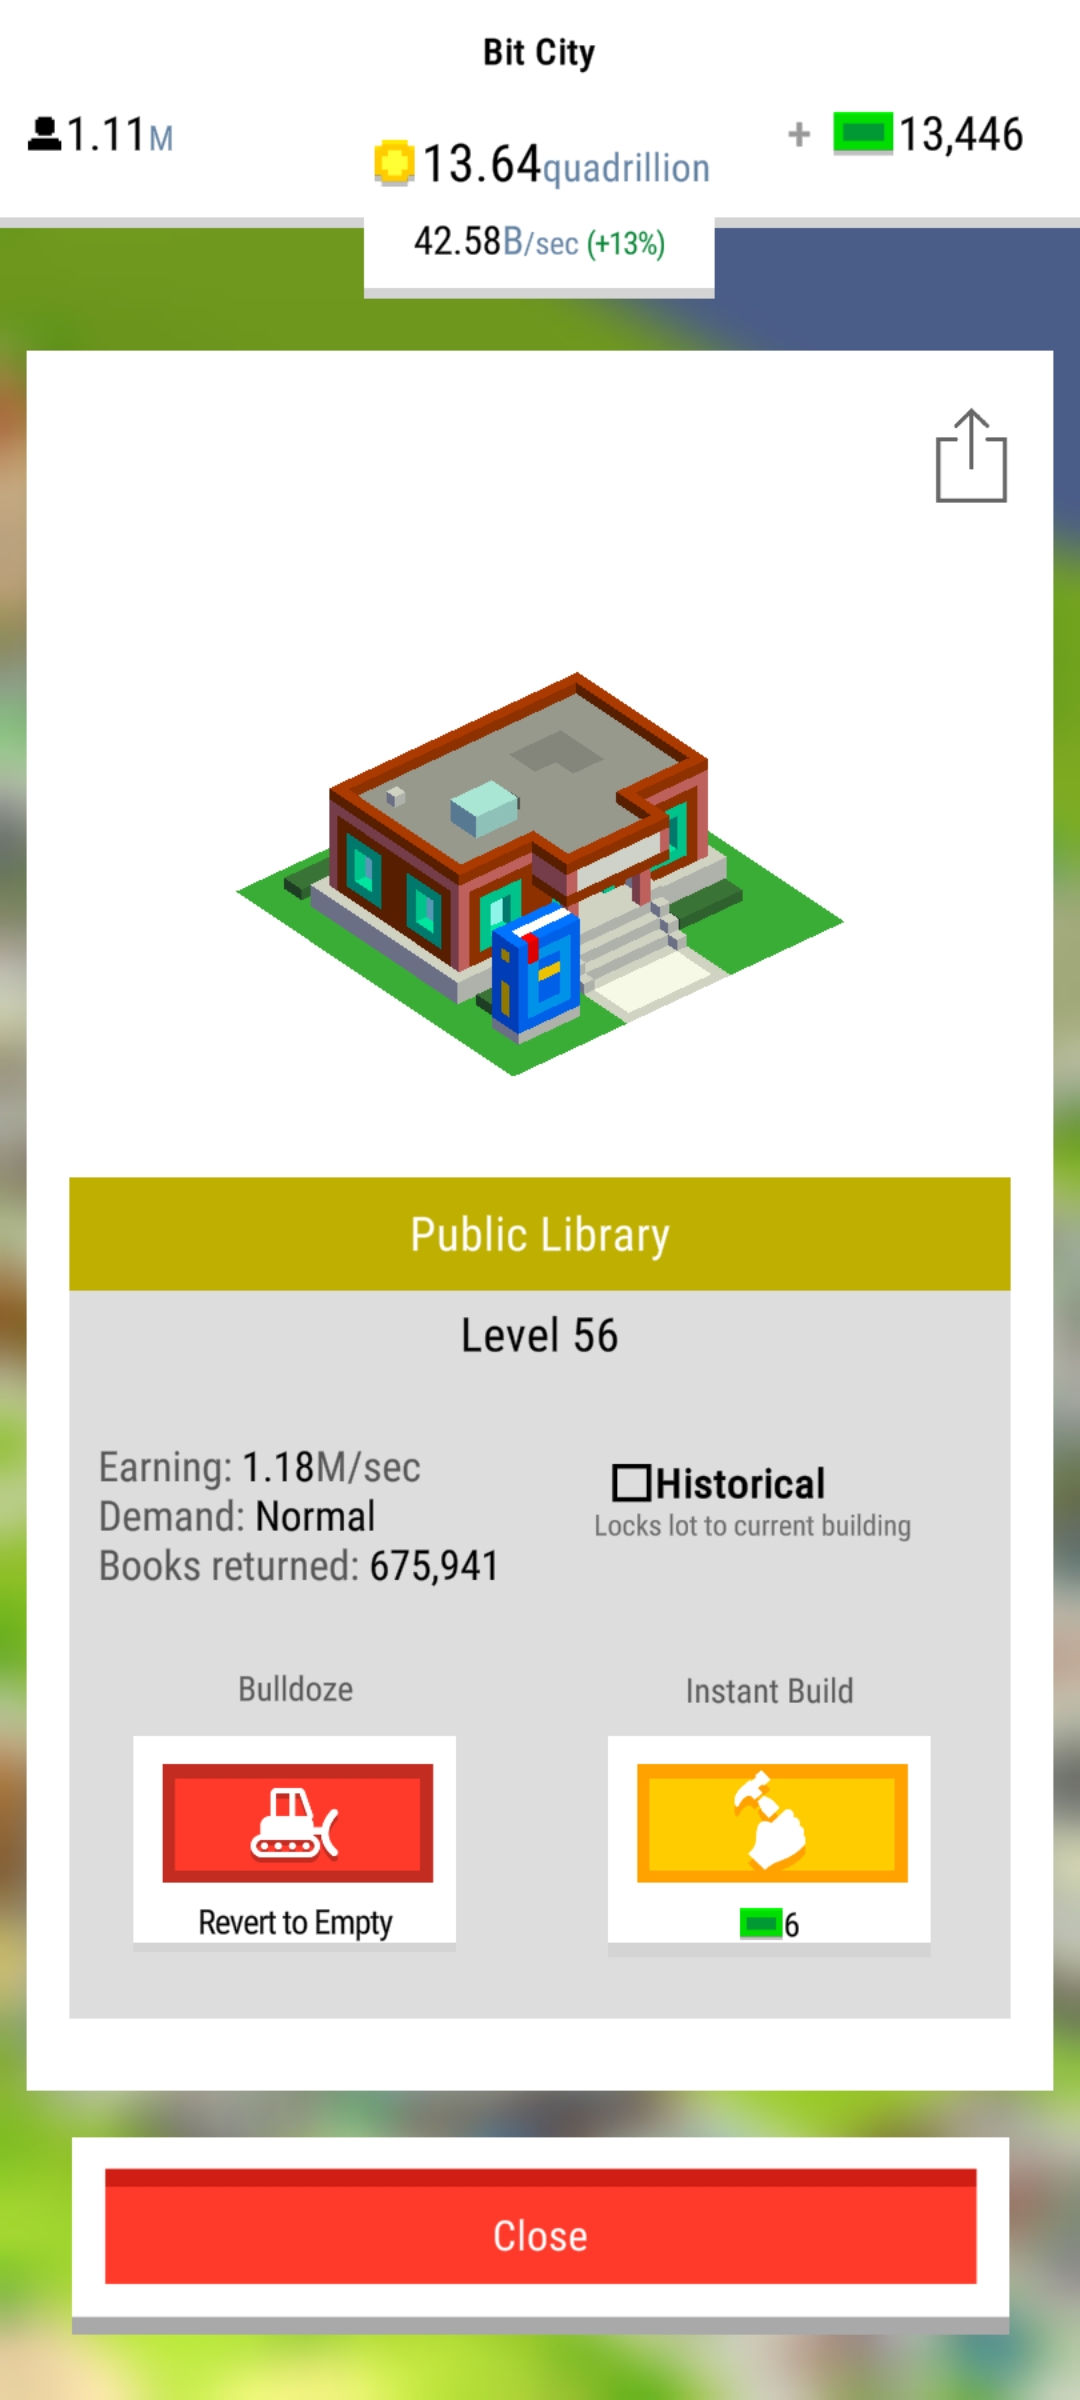 Bit City
1.11M
13.64quadrillion
+ 13,446
42.58B/sec (+13%)
Public Library
Level 56
Earning: 1.18M/sec
Demand: Normal
Books returned: 675,941
Historical
Locks lot to current building
Bulldoze
Instant Build
Revert to Empty
6
Close